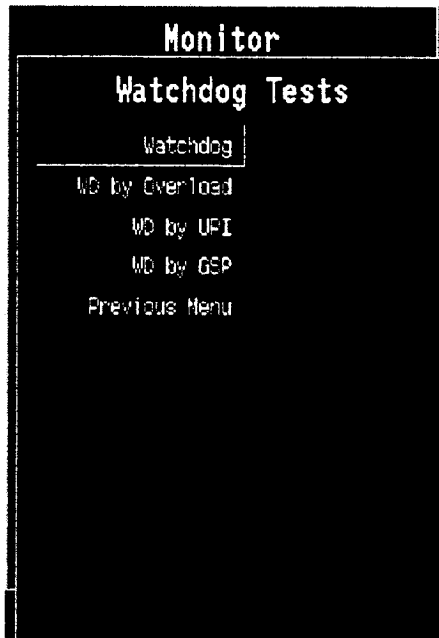 Monitor
Watchdog Tests
Watchdog
WD by Overload
WD by UPI
WD by GSP
Previous Menu